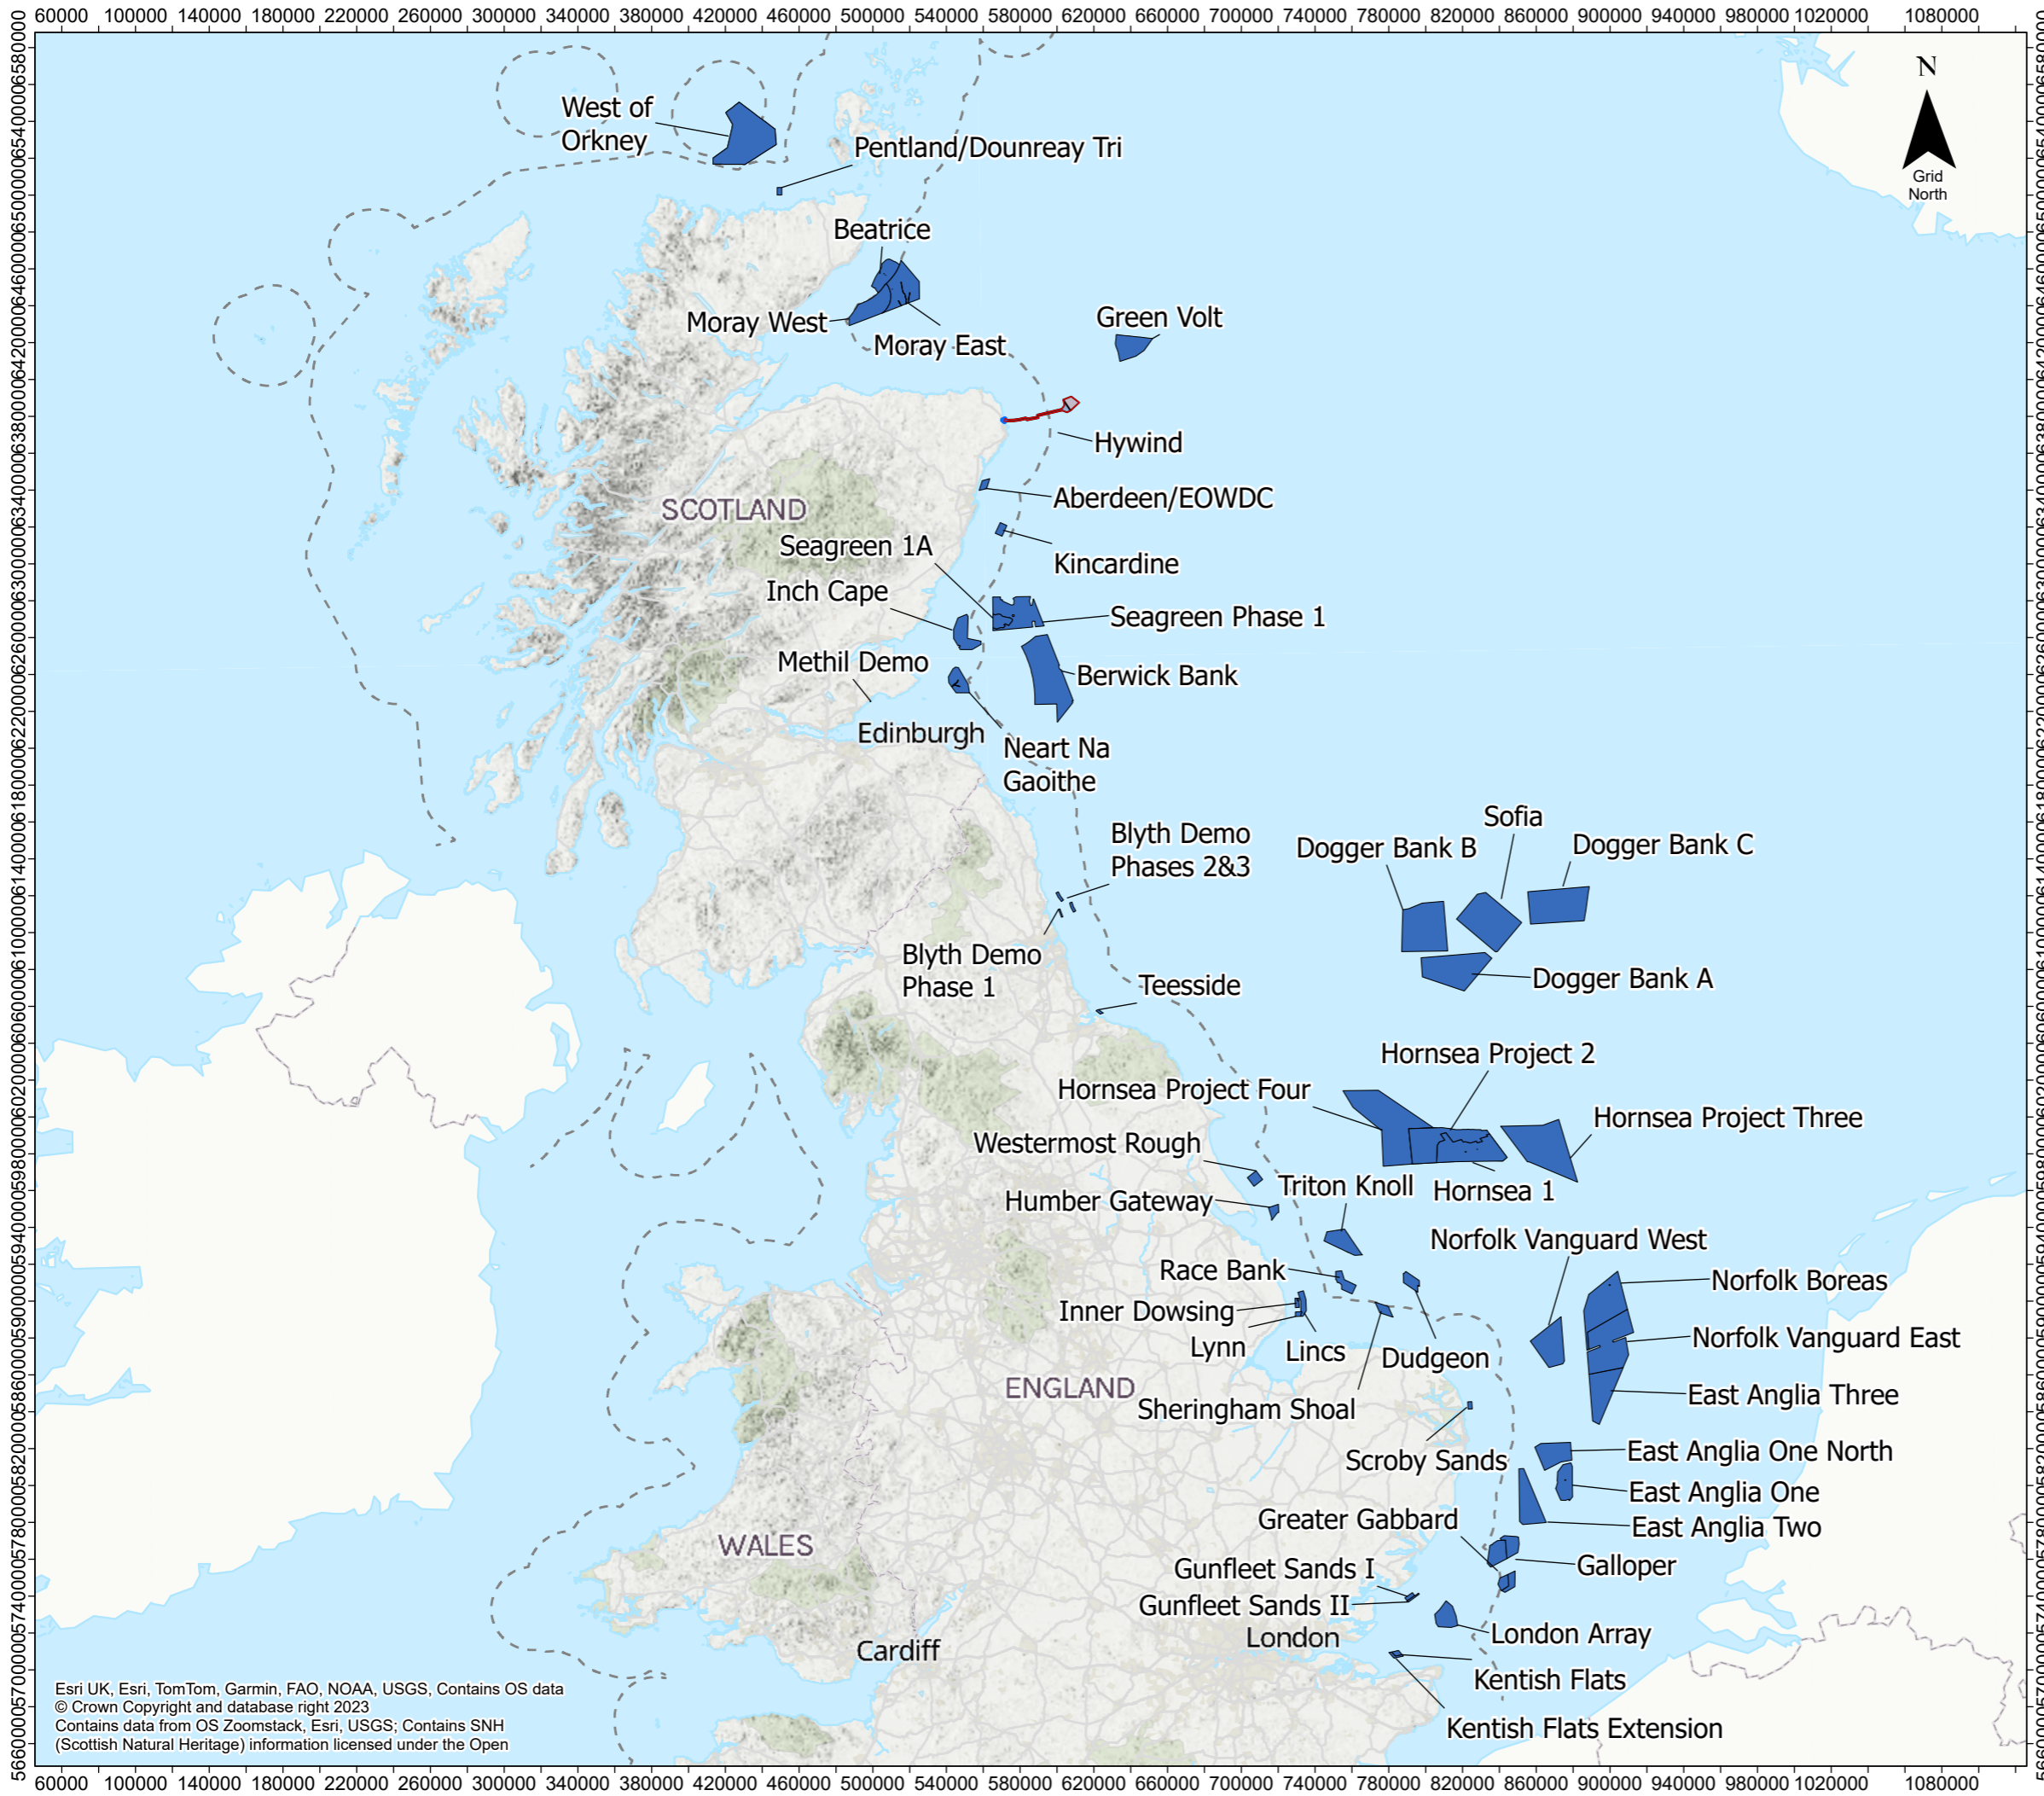 60000 100000 140000 180000 220000 260000 300000 340000 380000 420000 460000 500000 540000 580000 620000 660000 700000 740000 780000 820000 860000 900000 940000 980000 1020000 1080000
N
Grid
North
West of
Orkney
Pentland/Dounreay Tri
Beatrice
Moray West
Moray East
Green Volt
Hywind
Aberdeen/EOWDC
SCOTLAND
Seagreen 1A
Kincardine
Inch Cape
Seagreen Phase 1
Methil Demo
Berwick Bank
Edinburgh
Neart Na
Gaoithe
Blyth Demo
Phases 2&3
Sofia
Dogger Bank B
Dogger Bank C
Blyth Demo
Phase 1
Dogger Bank A
Teesside
Hornsea Project 2
Hornsea Project Four
Hornsea Project Three
Westermost Rough
Triton Knoll
Hornsea 1
Humber Gateway
Norfolk Vanguard West
Race Bank
Norfolk Boreas
Inner Dowsing
Norfolk Vanguard East
Lynn
Lincs
Dudgeon
ENGLAND
East Anglia Three
Sheringham Shoal
Scroby Sands
East Anglia One North
East Anglia One
Greater Gabbard
East Anglia Two
WALES
Galloper
Gunfleet Sands I
Gunfleet Sands II
London
London Array
Cardiff
Kentish Flats
Kentish Flats Extension
Esri UK, Esri, TomTom, Garmin, FAO, NOAA, USGS, Contains OS data
© Crown Copyright and database right 2023
Contains data from OS Zoomstack, Esri, USGS; Contains SNH
(Scottish Natural Heritage) information licensed under the Open
60000 100000 140000 180000 220000 260000 300000 340000 380000 420000 460000 500000 540000 580000 620000 660000 700000 740000 780000 820000 860000 900000 940000 980000 1020000 1080000